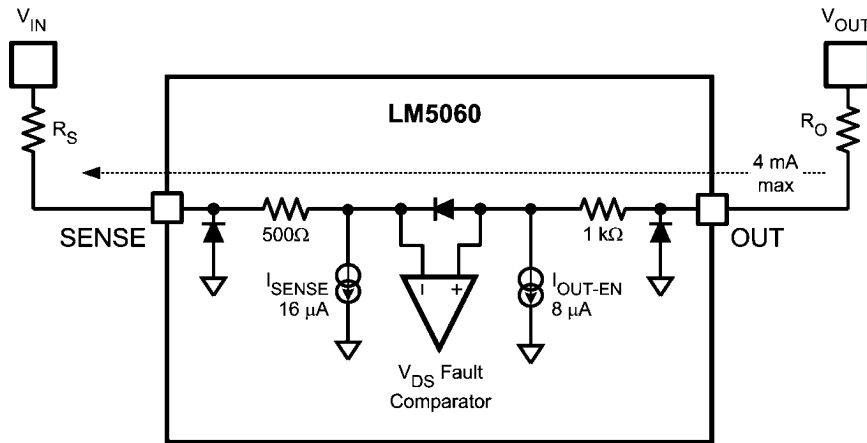 V_IN
V_OUT
LM5060
R_S
R_O
4 mA
max
SENSE
OUT
500Ω
1 kΩ
I_SENSE
16 μA
I_OUT-EN
8 μA
V_DS Fault
Comparator